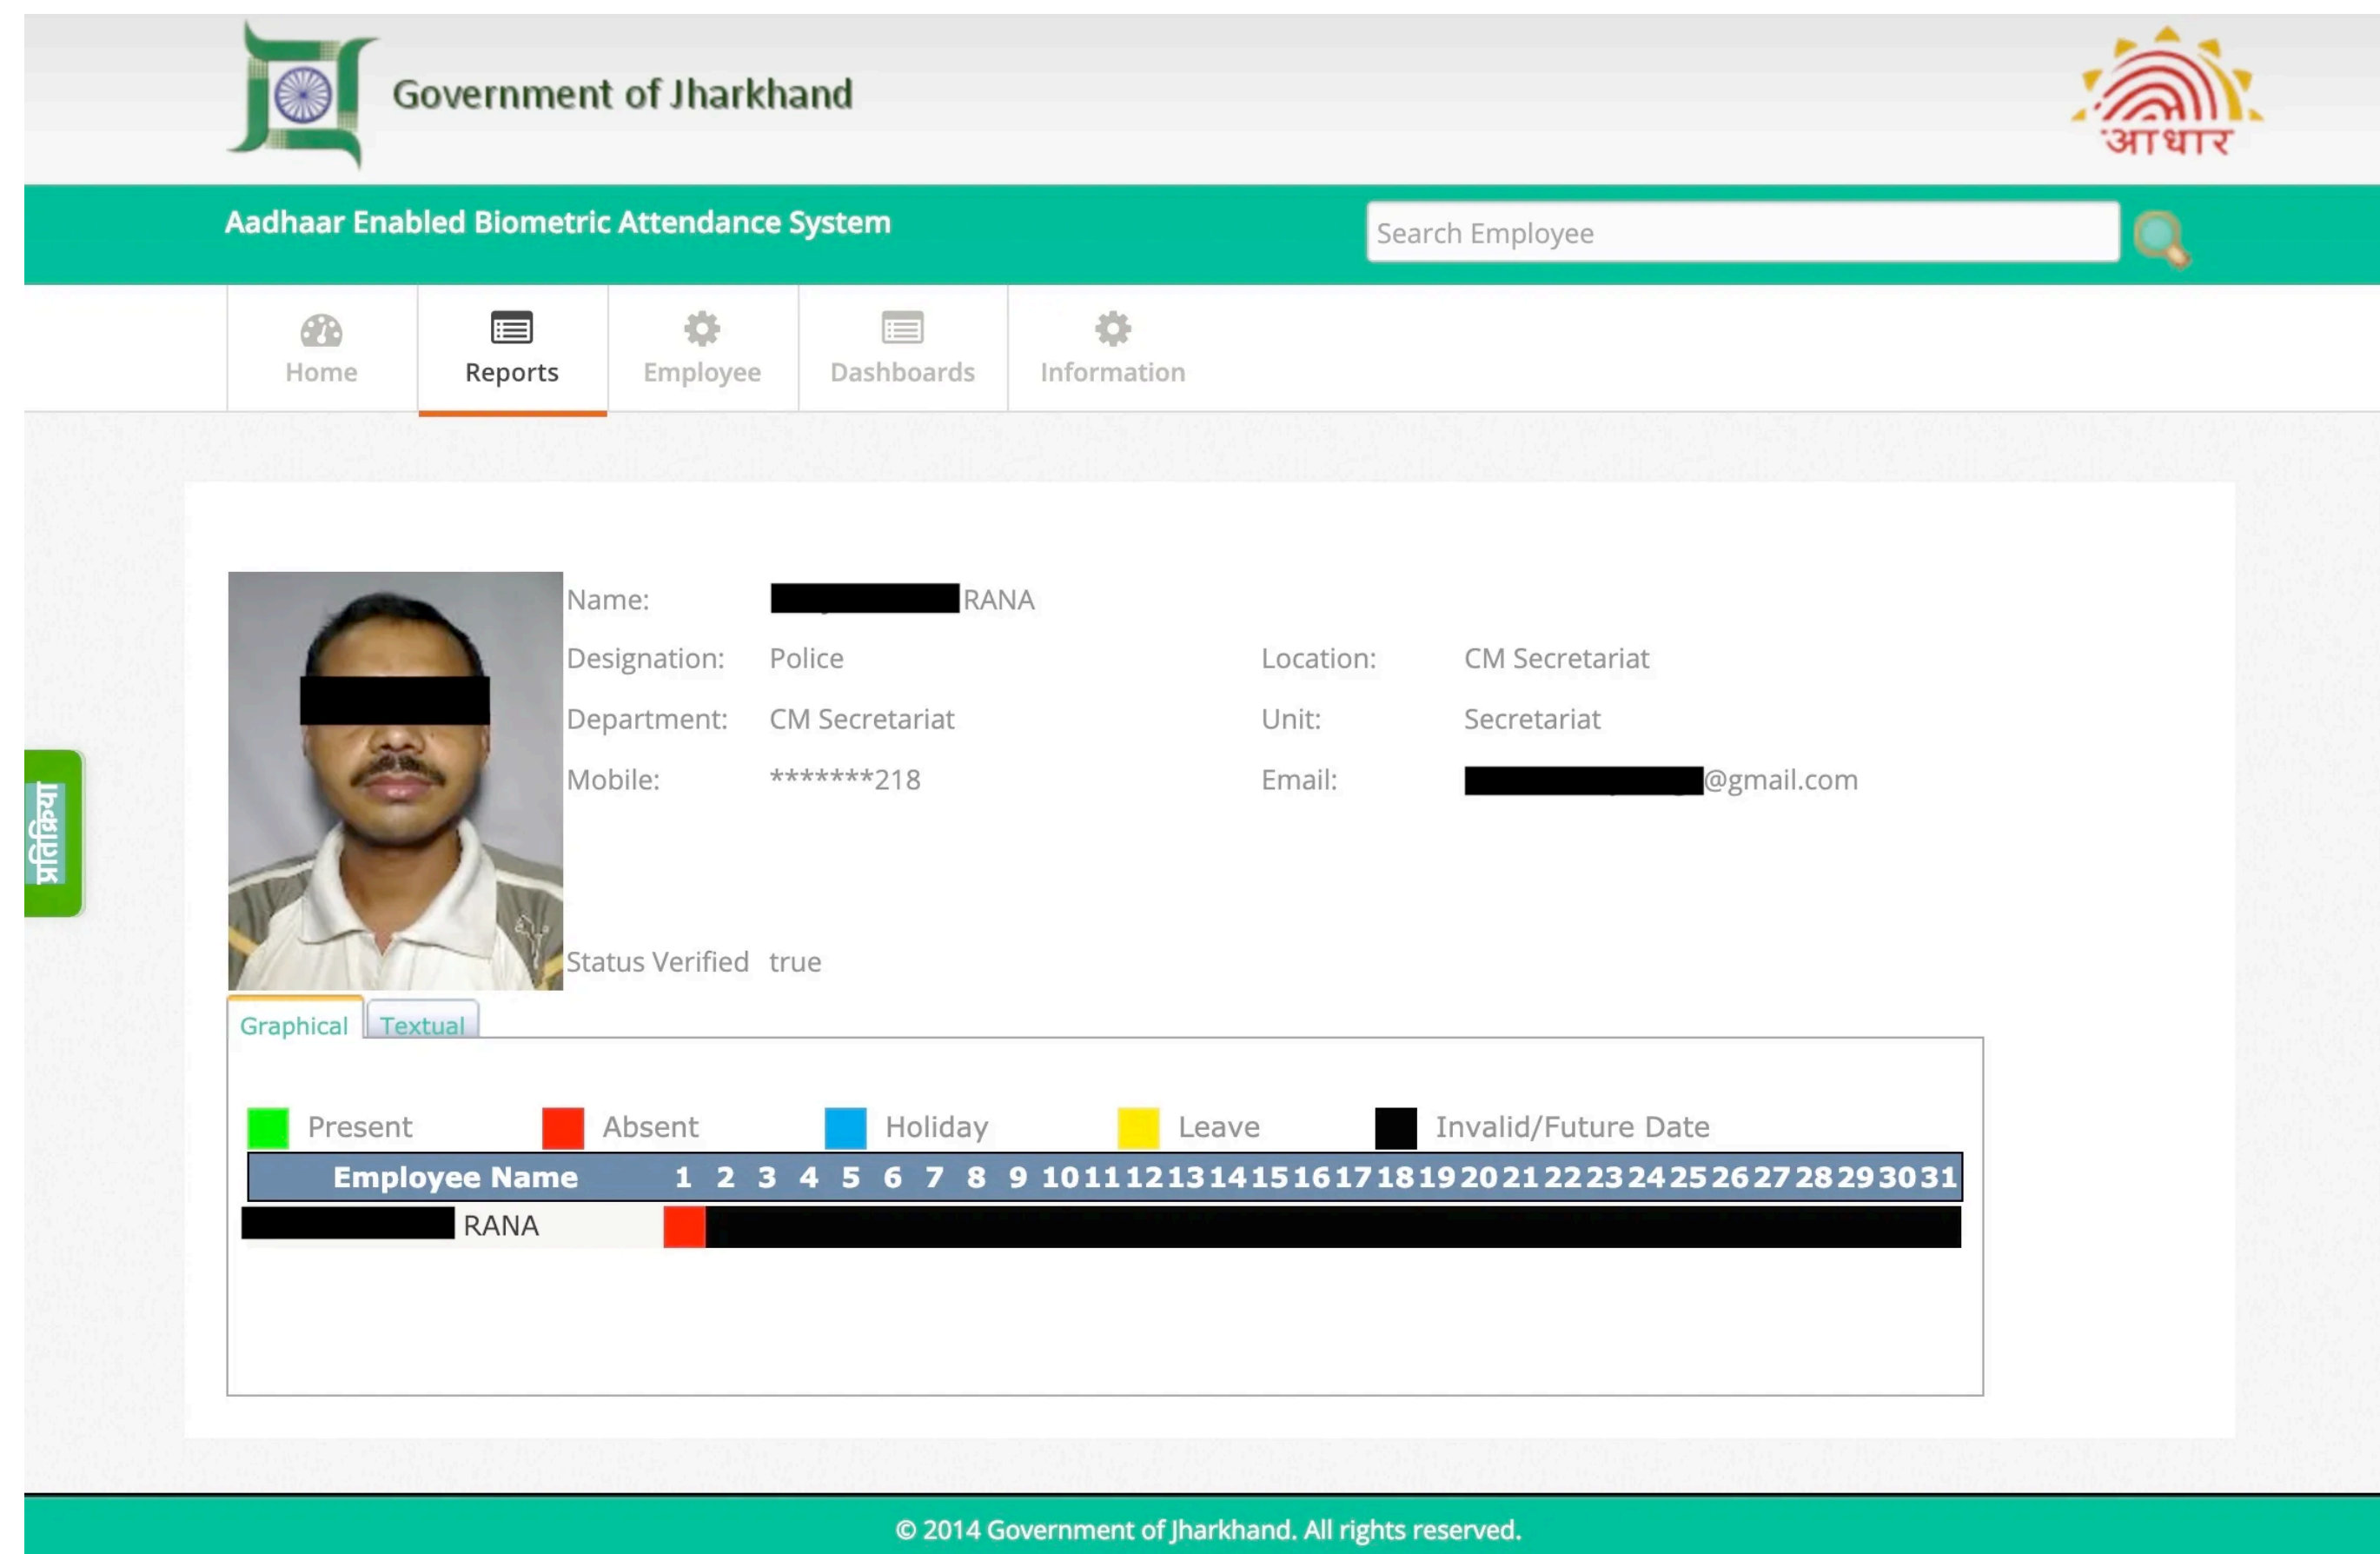 Government of Jharkhand
आधार
Aadhaar Enabled Biometric Attendance System
Search Employee
Home Reports Employee Dashboards Information
Name: RANA
Designation: Police Location: CM Secretariat
Department: CM Secretariat Unit: Secretariat
Mobile: *******218 Email: @gmail.com
प्रतिक्रिया
Status Verified true
Graphical Textual
Present Absent Holiday Leave Invalid/Future Date
Employee Name 1 2 3 4 5 6 7 8 9 10 11 12 13 14 15 16 17 18 19 20 21 22 23 24 25 26 27 28 29 30 31
RANA
© 2014 Government of Jharkhand. All rights reserved.